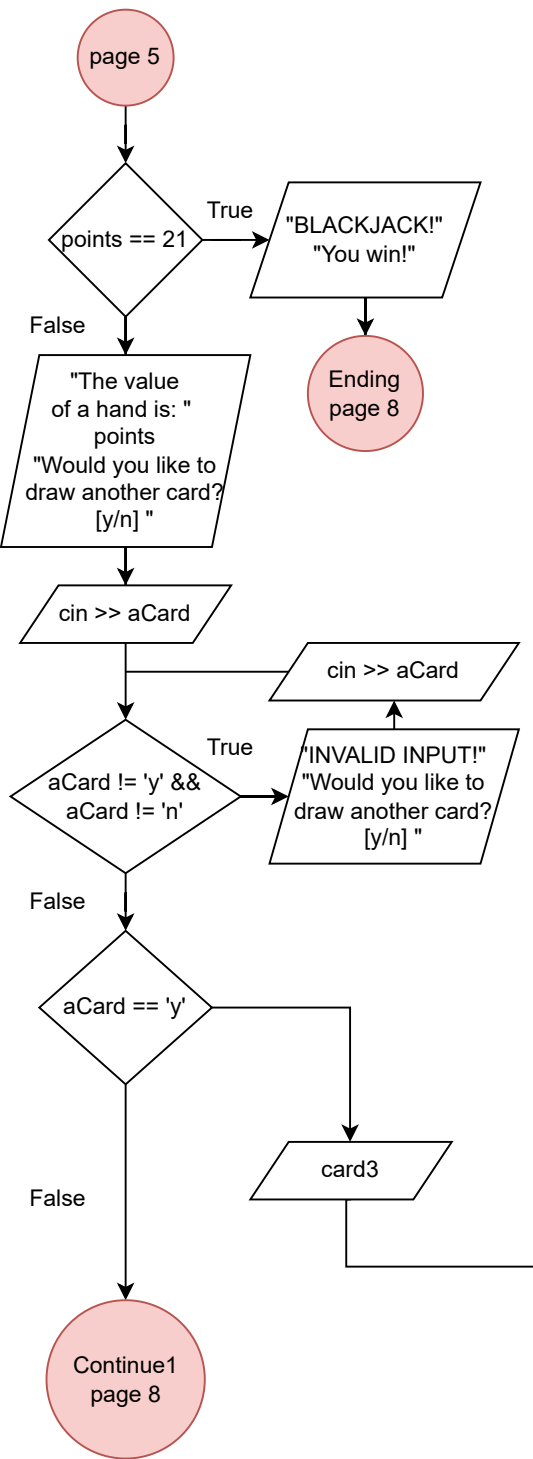 page 5
points == 21
True
"BLACKJACK!"
"You win!"
False
Ending
page 8
"The value
of a hand is: "
points
"Would you like to
draw another card?
[y/n] "
cin >> aCard
cin >> aCard
True
aCard != 'y' &&
aCard != 'n'
"INVALID INPUT!"
"Would you like to
draw another card?
[y/n] "
False
aCard == 'y'
card3
False
Continue1
page 8